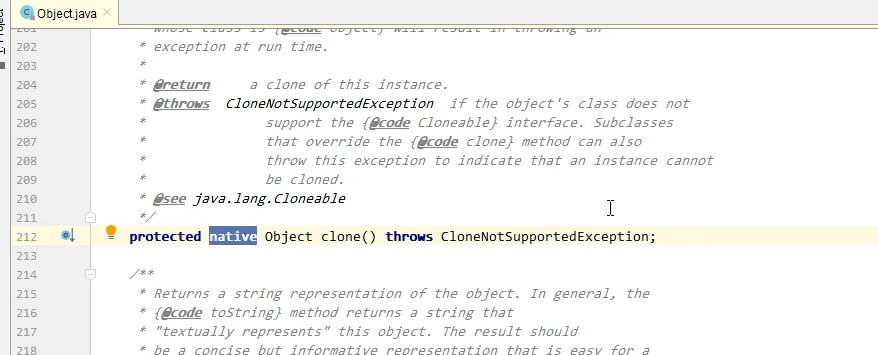 Project
Object.java
201 whose class is {@code Object} will result in throwing an
202 * exception at run time.
203 *
204 * @return a clone of this instance.
205 * @throws CloneNotSupportedException if the object's class does not
206 * support the {@code Cloneable} interface. Subclasses
207 * that override the {@code clone} method can also
208 * throw this exception to indicate that an instance cannot
209 * be cloned.
210 * @see java.lang.Cloneable
211 */
212 protected native Object clone() throws CloneNotSupportedException;
213
214 /**
215 * Returns a string representation of the object. In general, the
216 * {@code toString} method returns a string that
217 * "textually represents" this object. The result should
218 * be a concise but informative representation that is easy for a